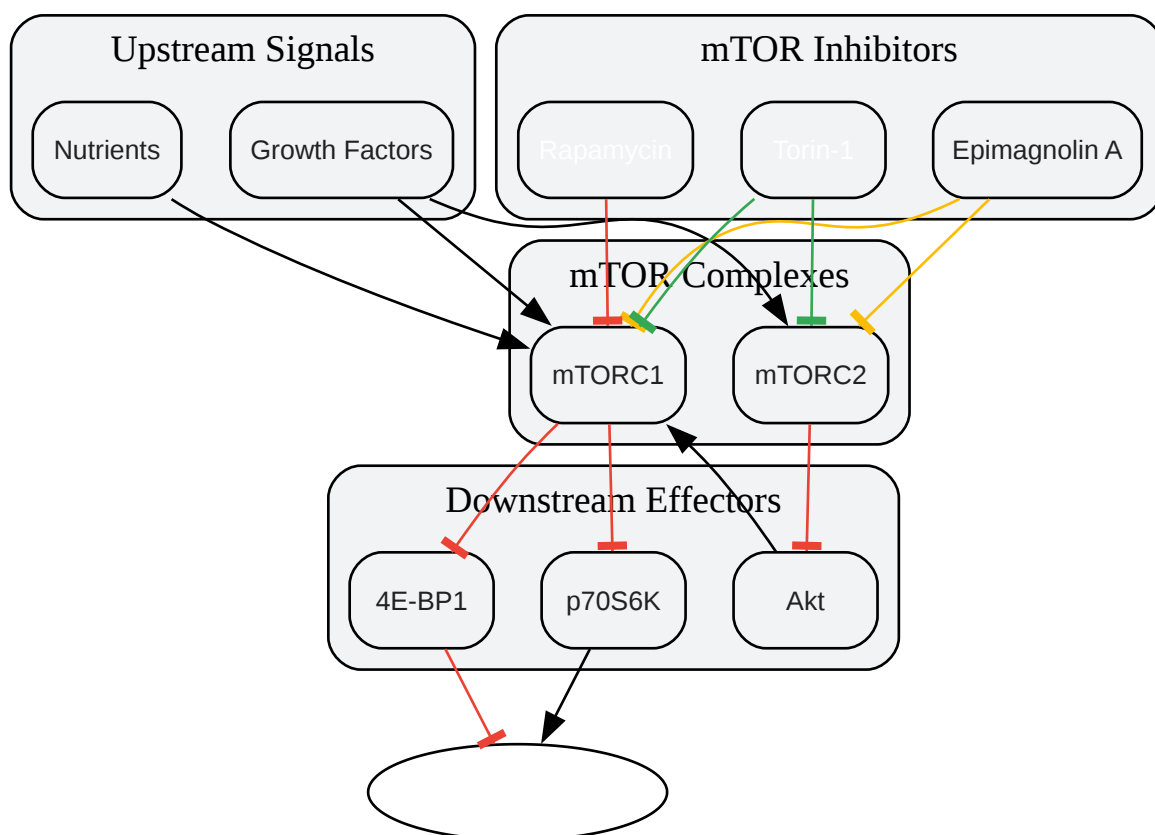 Upstream Signals
mTOR Inhibitors
Nutrients
Growth Factors
Rapamycin
Torin-1
Epimagnolin A
mTOR Complexes
mTORC1
mTORC2
Downstream Effectors
4E-BP1
p70S6K
Akt